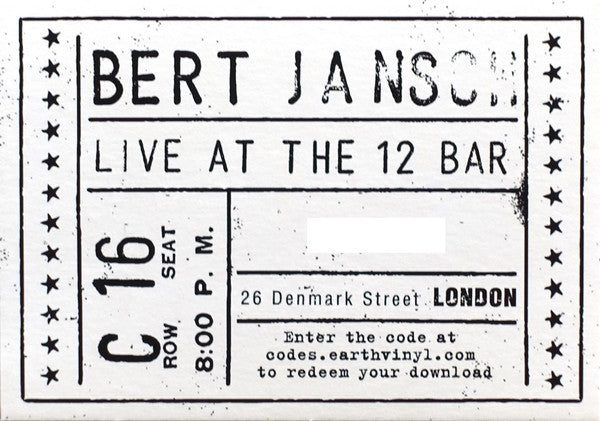 BERT JANSCH
LIVE AT THE 12 BAR
C 16
ROW SEAT
8:00 P. M.
26 Denmark Street LONDON
Enter the code at
codes.earthvinyl.com
to redeem your download